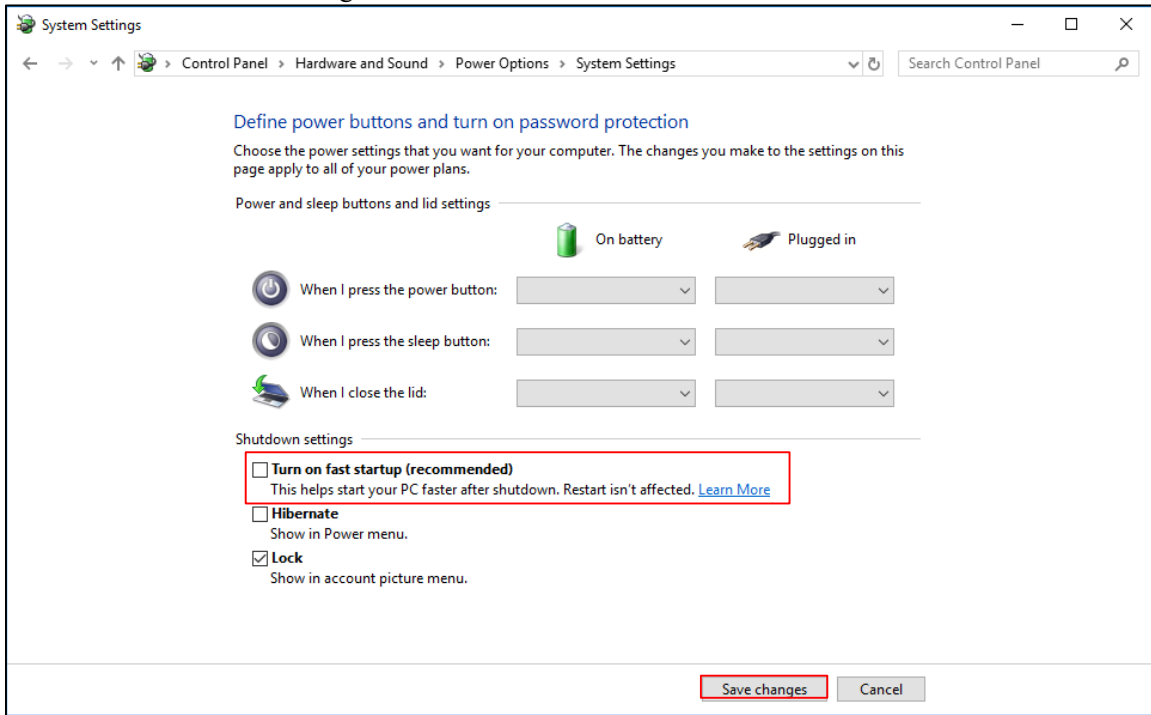 System Settings
Control Panel > Hardware and Sound > Power Options > System Settings
Search Control Panel
Define power buttons and turn on password protection
Choose the power settings that you want for your computer. The changes you make to the settings on this
page apply to all of your power plans.
Power and sleep buttons and lid settings
On battery Plugged in
When I press the power button:
When I press the sleep button:
When I close the lid:
Shutdown settings
Turn on fast startup (recommended)
This helps start your PC faster after shutdown. Restart isn't affected. Learn More
Hibernate
Show in Power menu.
Lock
Show in account picture menu.
Save changes Cancel